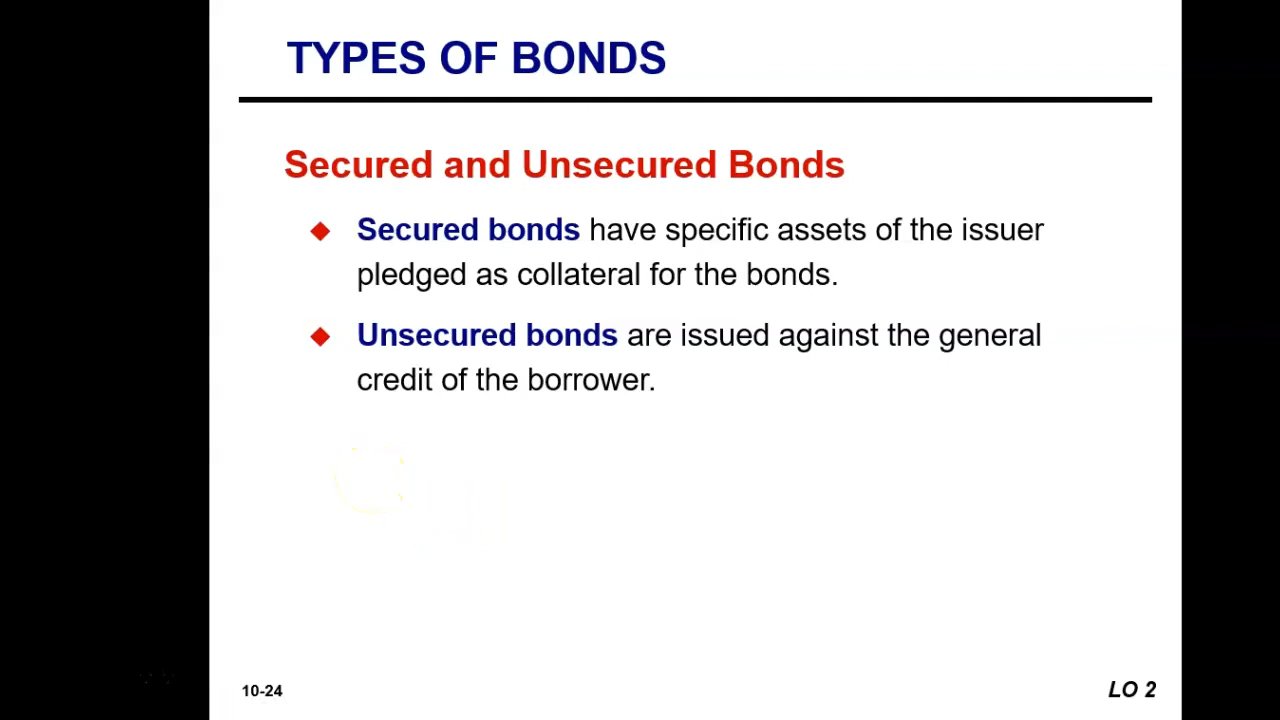 TYPES OF BONDS
Secured and Unsecured Bonds
Secured bonds have specific assets of the issuer
pledged as collateral for the bonds.
Unsecured bonds are issued against the general
credit of the borrower.
10-24
LO 2